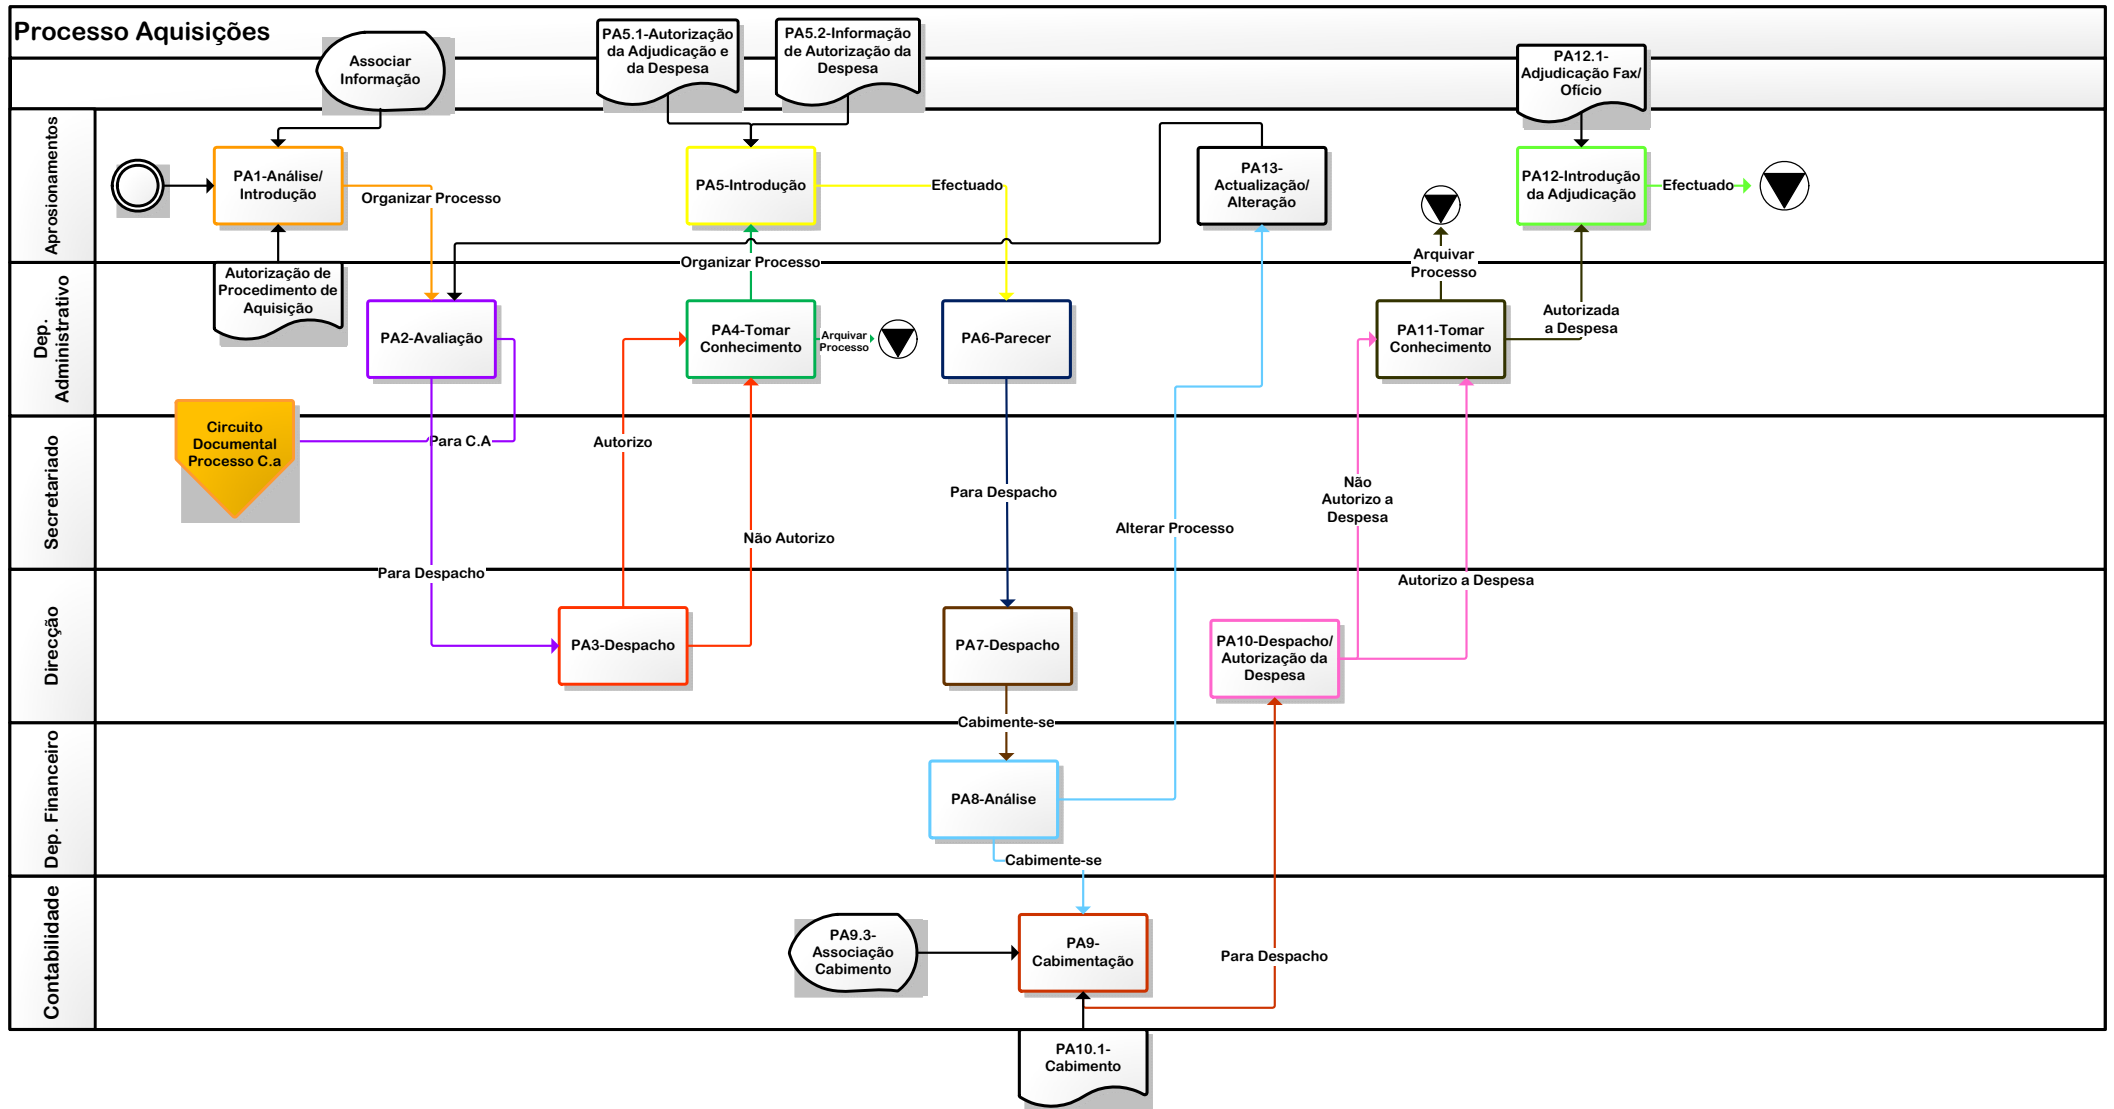 Processo Aquisições
Associar
Informação
PA5.1-Autorização
da Adjudicação e
da Despesa
PA5.2-Informação
de Autorização da
Despesa
PA12.1-
Adjudicação Fax/
Ofício
Aprosionamentos
PA1-Análise/
Introdução
Organizar Processo
PA5-Introdução
Efectuado
PA13-
Actualização/
Alteração
PA12-Introdução
da Adjudicação
Efectuado
Autorização de
Procedimento de
Aquisição
Organizar Processo
Arquivar
Processo
Dep.
Administrativo
PA2-Avaliação
PA4-Tomar
Conhecimento
Arquivar
Processo
PA6-Parecer
PA11-Tomar
Conhecimento
Autorizada
a Despesa
Secretariado
Circuito
Documental
Processo C.a
Para C.A
Autorizo
Para Despacho
Não Autorizo
Alterar Processo
Não
Autorizo a
Despesa
Para Despacho
Autorizo a Despesa
Direcção
PA3-Despacho
PA7-Despacho
PA10-Despacho/
Autorização da
Despesa
Cabimente-se
Dep. Financeiro
PA8-Análise
Cabimente-se
Contabilidade
PA9.3-
Associação
Cabimento
PA9-
Cabimentação
Para Despacho
PA10.1-
Cabimento